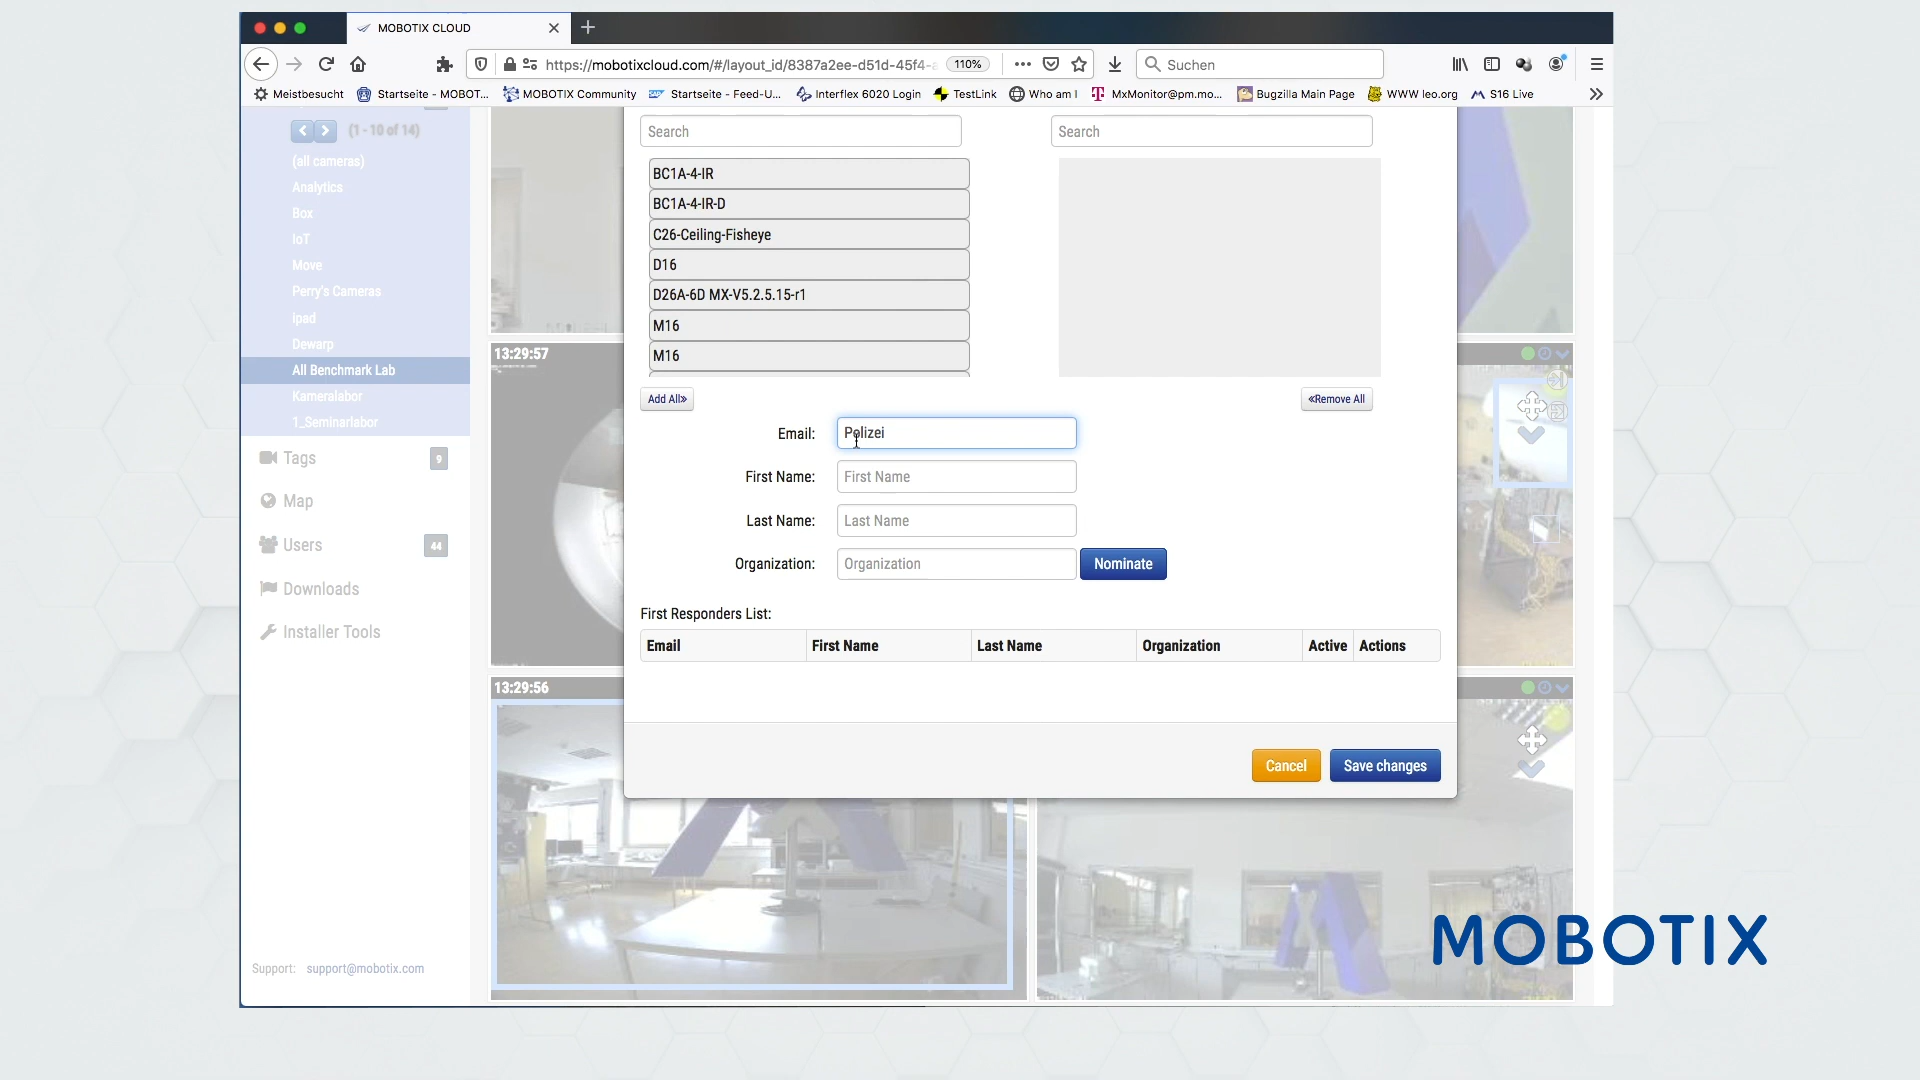 MOBOTIX CLOUD
https://mobotixcloud.com/#/layout_id/8387a2ee-d51d-45f4-
110%
Suchen
Meistbesucht
Startseite - MOBOT...
MOBOTIX Community
Startseite - Feed-U...
Interflex 6020 Login
TestLink
Who am I
MxMonitor@pm.mo...
Bugzilla Main Page
WWW leo.org
S16 Live
(1 - 10 of 14)
(all cameras)
Analytics
Box
IoT
Move
Perry's Cameras
Ipad
Dewarp
All Benchmark Lab
Kameralabor
1_Seminarlabor
Tags
9
Map
Users
44
Downloads
Installer Tools
Support: support@mobotix.com
13:29:57
13:29:56
Search
Search
BC1A-4-IR
BC1A-4-IR-D
C26-Ceiling-Fisheye
D16
D26A-6D MX-V5.2.5.15-r1
M16
M16
Add All»
«Remove All
Email: Polizei
First Name: First Name
Last Name: Last Name
Organization: Organization
Nominate
First Responders List:
Email First Name Last Name Organization Active Actions
Cancel
Save changes
MOBOTIX